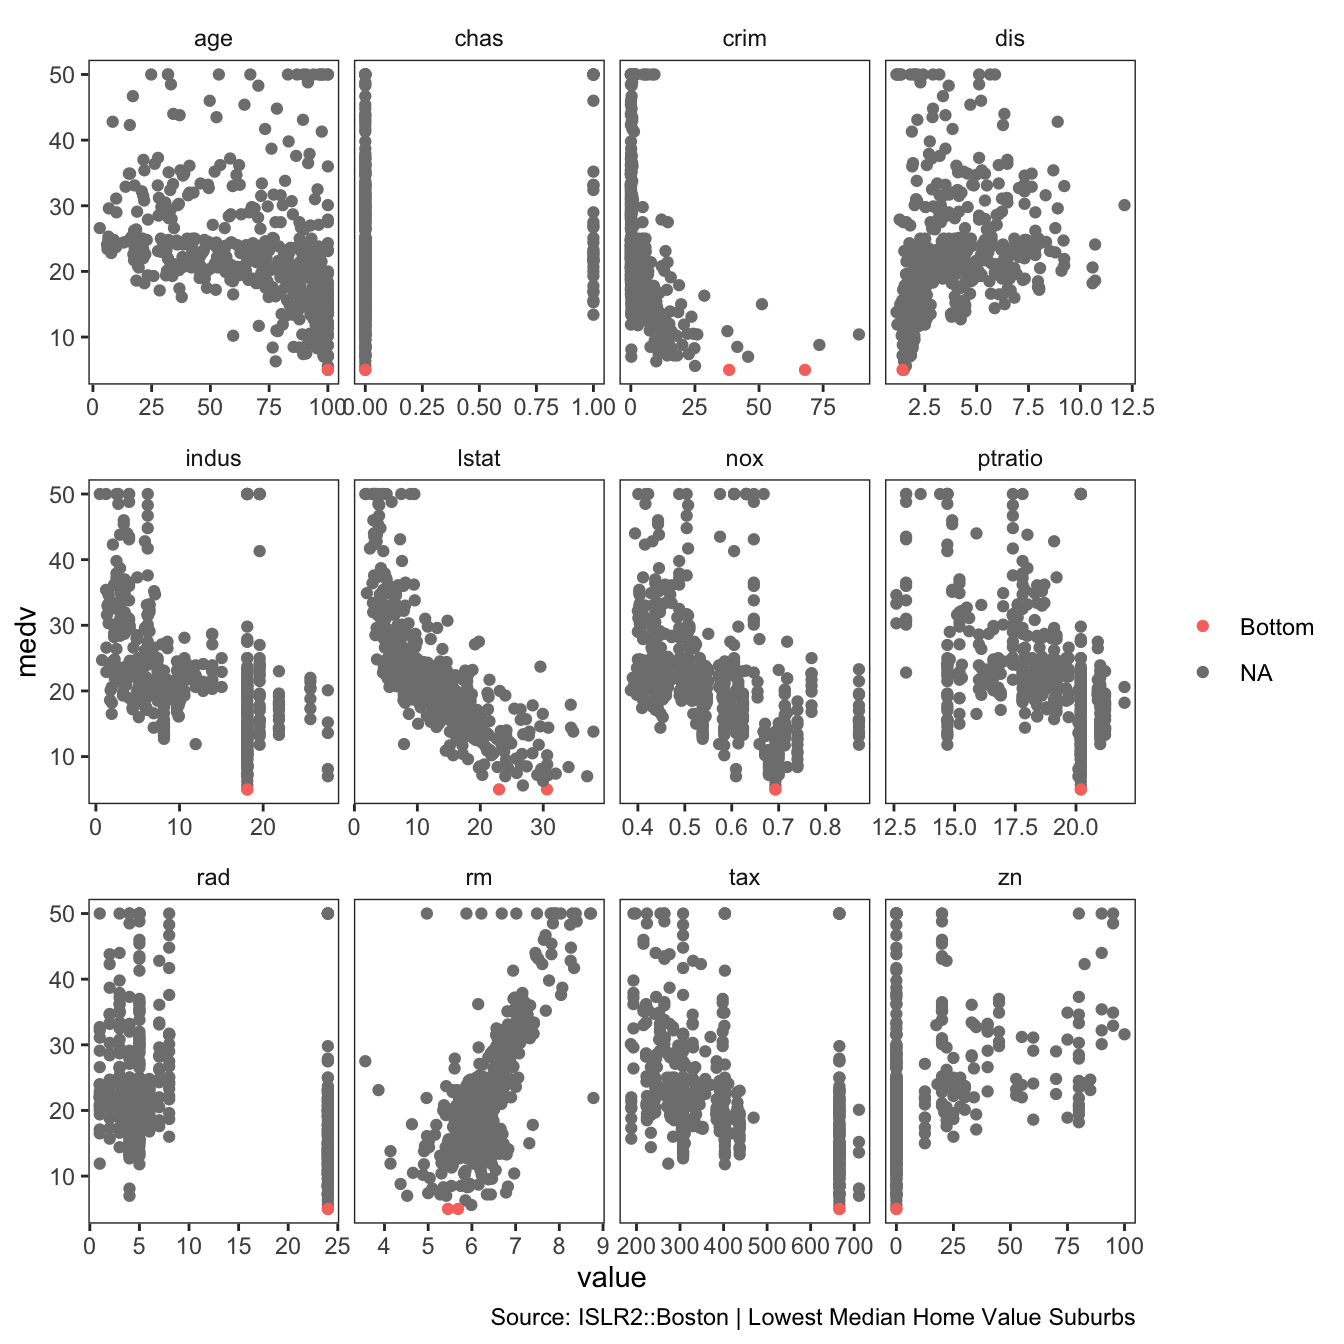 age chas crim dis
50
40
30
20
10
0 25 50 75 100 0.00 0.25 0.50 0.75 1.00 0 25 50 75 2.5 5.0 7.5 10.0 12.5
indus lstat nox ptratio
50
40
30
20
10
0 10 20 0 10 20 30 0.4 0.5 0.6 0.7 0.8 12.5 15.0 17.5 20.0
medv
Bottom
NA
rad rm tax zn
50
40
30
20
10
0 5 10 15 20 25 4 5 6 7 8 9 200 300 400 500 600 700 0 25 50 75 100
value
Source: ISLR2::Boston | Lowest Median Home Value Suburbs